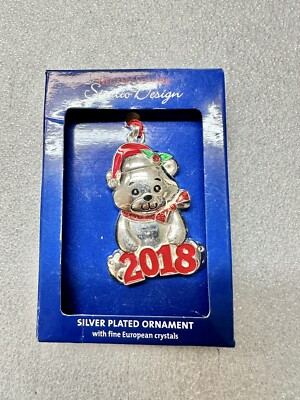 Studio Design
2018
SILVER PLATED ORNAMENT
with fine European crystals